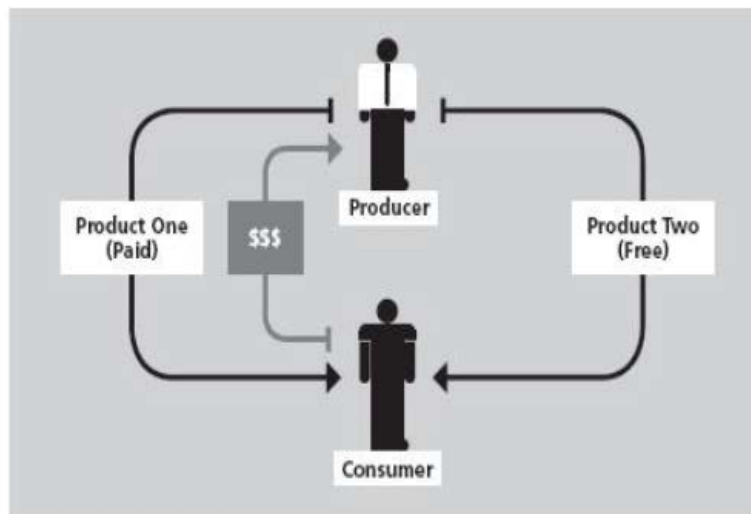 Producer
Product One
(Paid)
$$$
Product Two
(Free)
Consumer